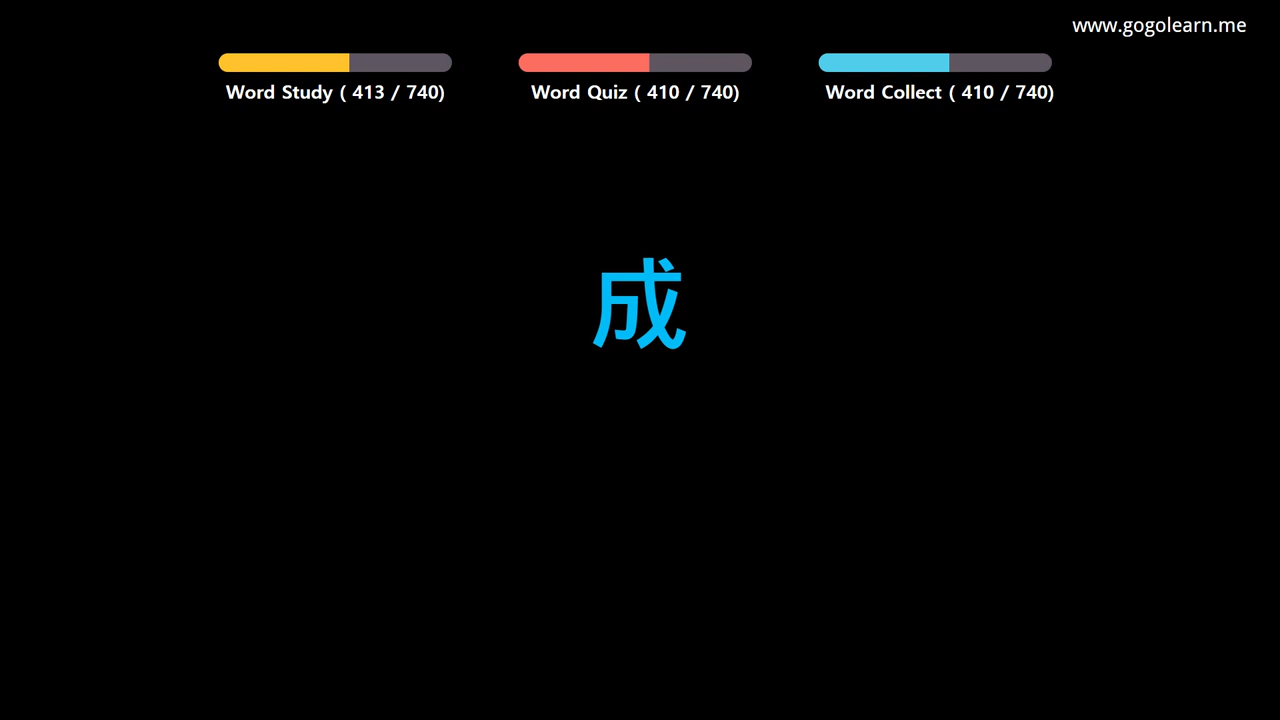 www.gogolearn.me
Word Study ( 413 / 740)
Word Quiz ( 410 / 740)
Word Collect ( 410 / 740)
成